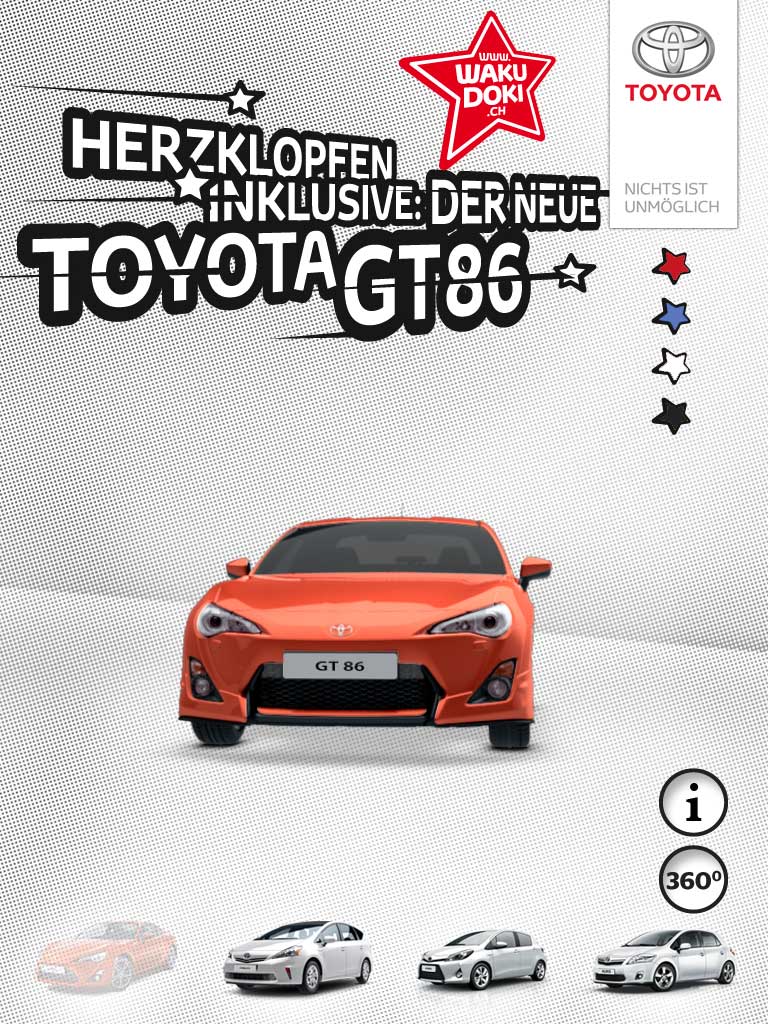 WWW.
WAKU
DOKI
.CH
TOYOTA
NICHTS IST
UNMÖGLICH
HERZKLOPFEN
INKLUSIVE: DER NEUE
TOYOTA GT86
GT 86
i
360°